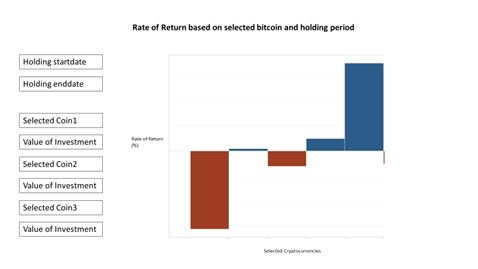 Rate of Return based on selected bitcoin and holding period
Holding startdate
Holding enddate
Selected Coin1
Value of Investment
Selected Coin2
Value of Investment
Selected Coin3
Value of Investment
Rate of Return
(%)
Selected Cryptocurrencies